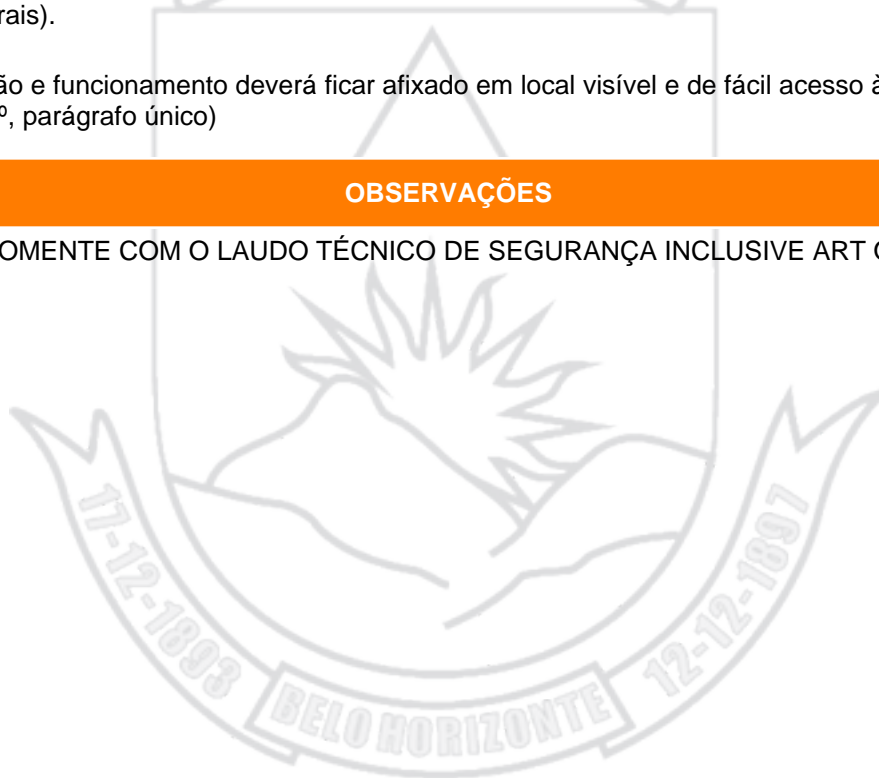 rais).
ão e funcionamento deverá ficar afixado em local visível e de fácil acesso à
º, parágrafo único)
OBSERVAÇÕES
OMENTE COM O LAUDO TÉCNICO DE SEGURANÇA INCLUSIVE ART
17-12-1893
BELO HORIZONTE
12-12-1897